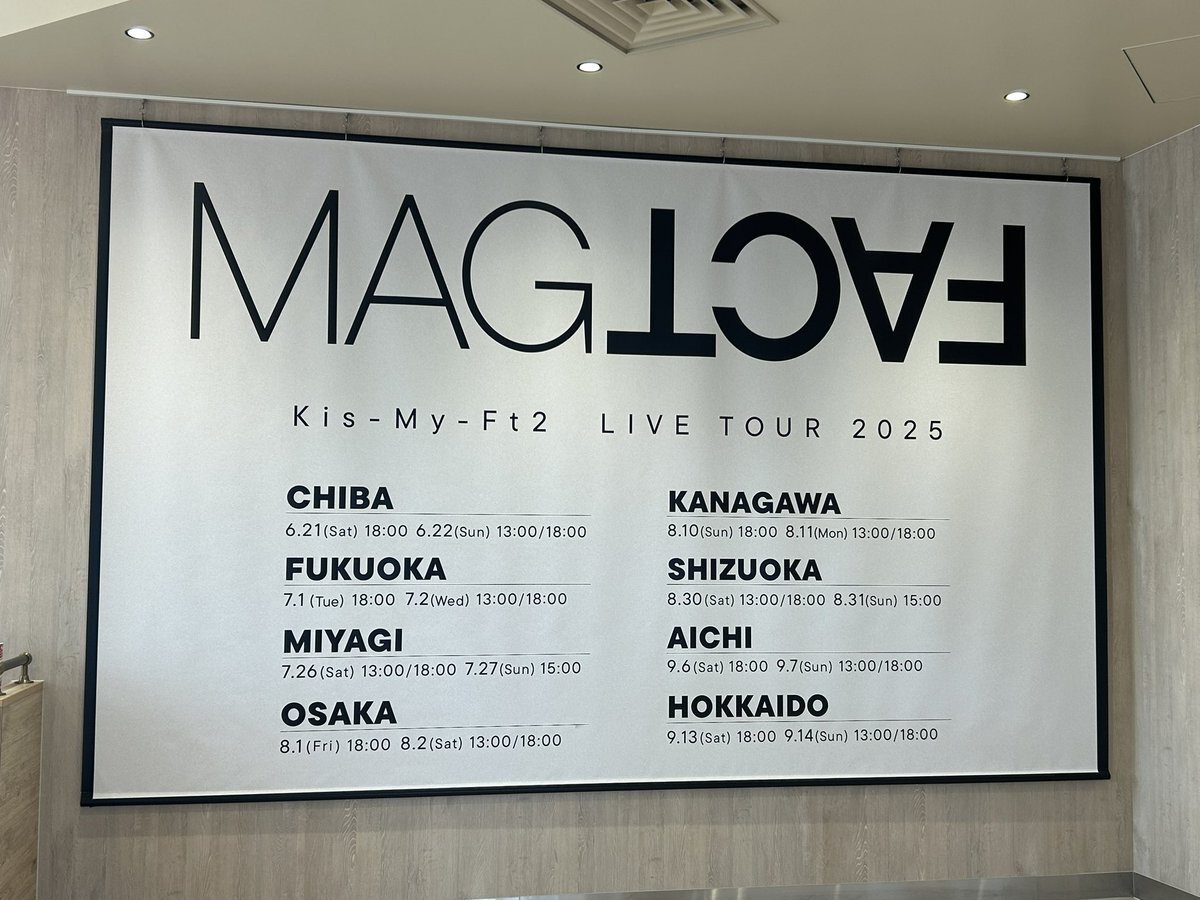 MAGFACT
Kis-My-Ft2 LIVE TOUR 2025
CHIBA
6.21(Sat) 18:00 6.22(Sun) 13:00/18:00
FUKUOKA
7.1 (Tue) 18:00 7.2(Wed) 13:00/18:00
MIYAGI
7.26(Sat) 13:00/18:00 7.27(Sun) 15:00
OSAKA
8.1(Fri) 18:00 8.2(Sat) 13:00/18:00
KANAGAWA
8.10(Sun) 18:00 8.11(Mon) 13:00/18:00
SHIZUOKA
8.30(Sat) 13:00/18:00 8.31(Sun) 15:00
AICHI
9.6(Sat) 18:00 9.7(Sun) 13:00/18:00
HOKKAIDO
9.13(Sat) 18:00 9.14(Sun) 13:00/18:00